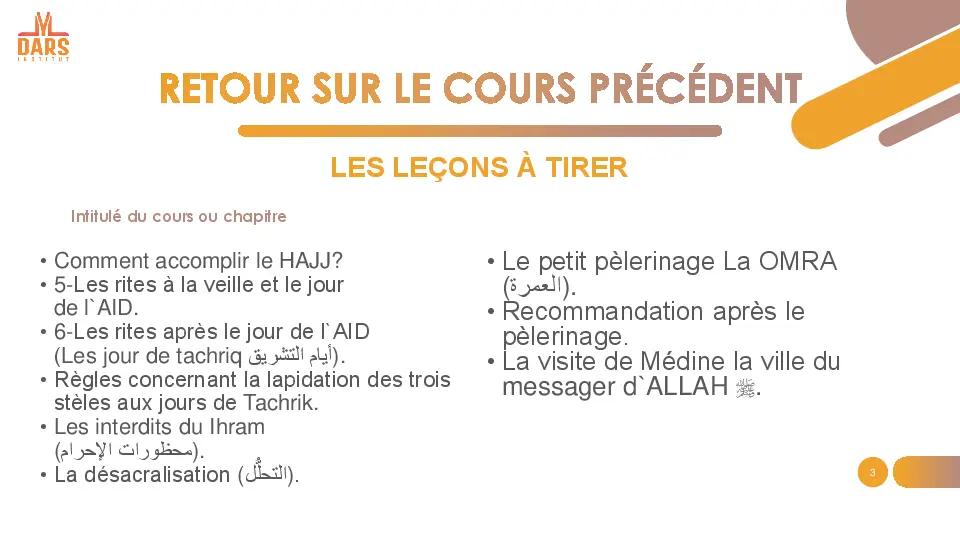 DARS
INSTITUT
RETOUR SUR LE COURS PRÉCÉDENT
LES LEÇONS À TIRER
Intitulé du cours ou chapitre
• Comment accomplir le HAJJ?
• 5-Les rites à la veille et le jour
de l`AID.
• 6-Les rites après le jour de l`AID
(Les jour de tachriq أيام التشريق).
• Règles concernant la lapidation des trois
stèles aux jours de Tachrik.
• Les interdits du Ihram
(محظورات الإحرام).
• La désacralisation (التحلُّل).
• Le petit pèlerinage La OMRA
(العمرة).
• Recommandation après le
pèlerinage.
• La visite de Médine la ville du
messager d`ALLAH ﷺ.
3